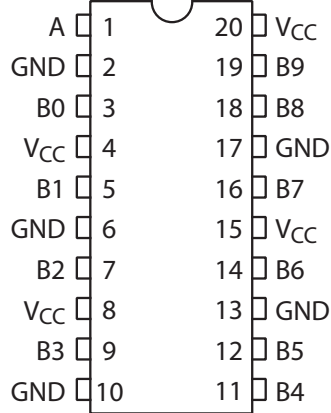 A 1 20 VCC
GND 2 19 B9
B0 3 18 B8
VCC 4 17 GND
B1 5 16 B7
GND 6 15 VCC
B2 7 14 B6
VCC 8 13 GND
B3 9 12 B5
GND 10 11 B4